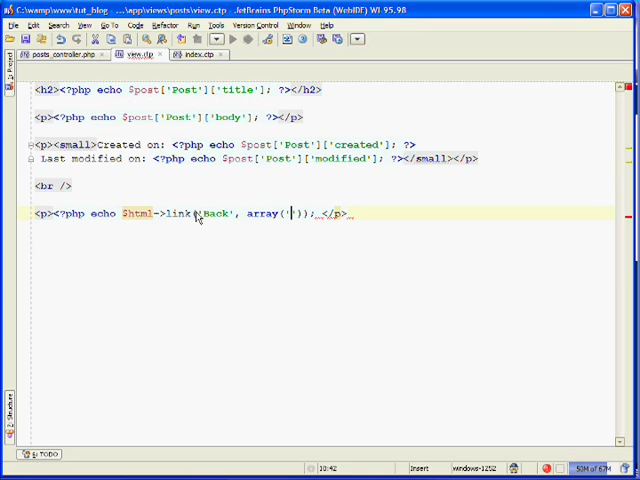 C:\www\www\tut_blog - ...\app\views\posts\view.ctp - JetBrains PhpStorm Beta (WebIDE) WI-95.98
File Edit Search View Go To Code Refactor Run Tools Version Control Window Help
posts_controller.php view.ctp index.ctp
1: Project
<h2><?php echo $post['Post']['title']; ?></h2>
<p><?php echo $post['Post']['body']; ?></p>
<p><small>Created on: <?php echo $post['Post']['created']; ?>
Last modified on: <?php echo $post['Post']['modified']; ?></small></p>
<br />
<p><?php echo $html->link('Back', array('')); </p>
Structure
6: TODO
10:42 Insert windows-1252 50M of 67M